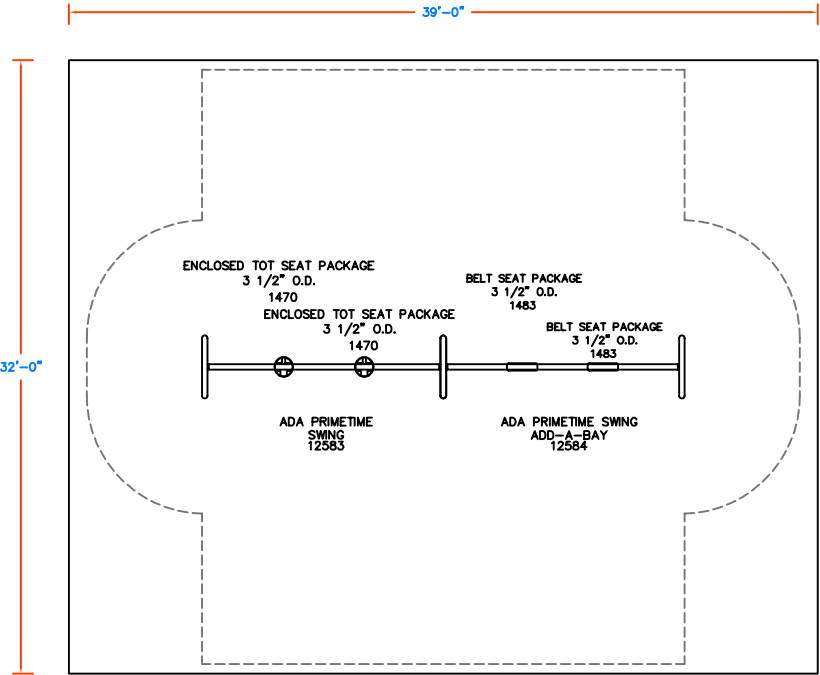 39'-0"
ENCLOSED TOT SEAT PACKAGE
3 1/2" O.D.
1470
BELT SEAT PACKAGE
3 1/2" O.D.
1483
ENCLOSED TOT SEAT PACKAGE
3 1/2" O.D.
1470
BELT SEAT PACKAGE
3 1/2" O.D.
1483
32'-0"
ADA PRIMETIME
SWING
12583
ADA PRIMETIME SWING
ADD-A-BAY
12584